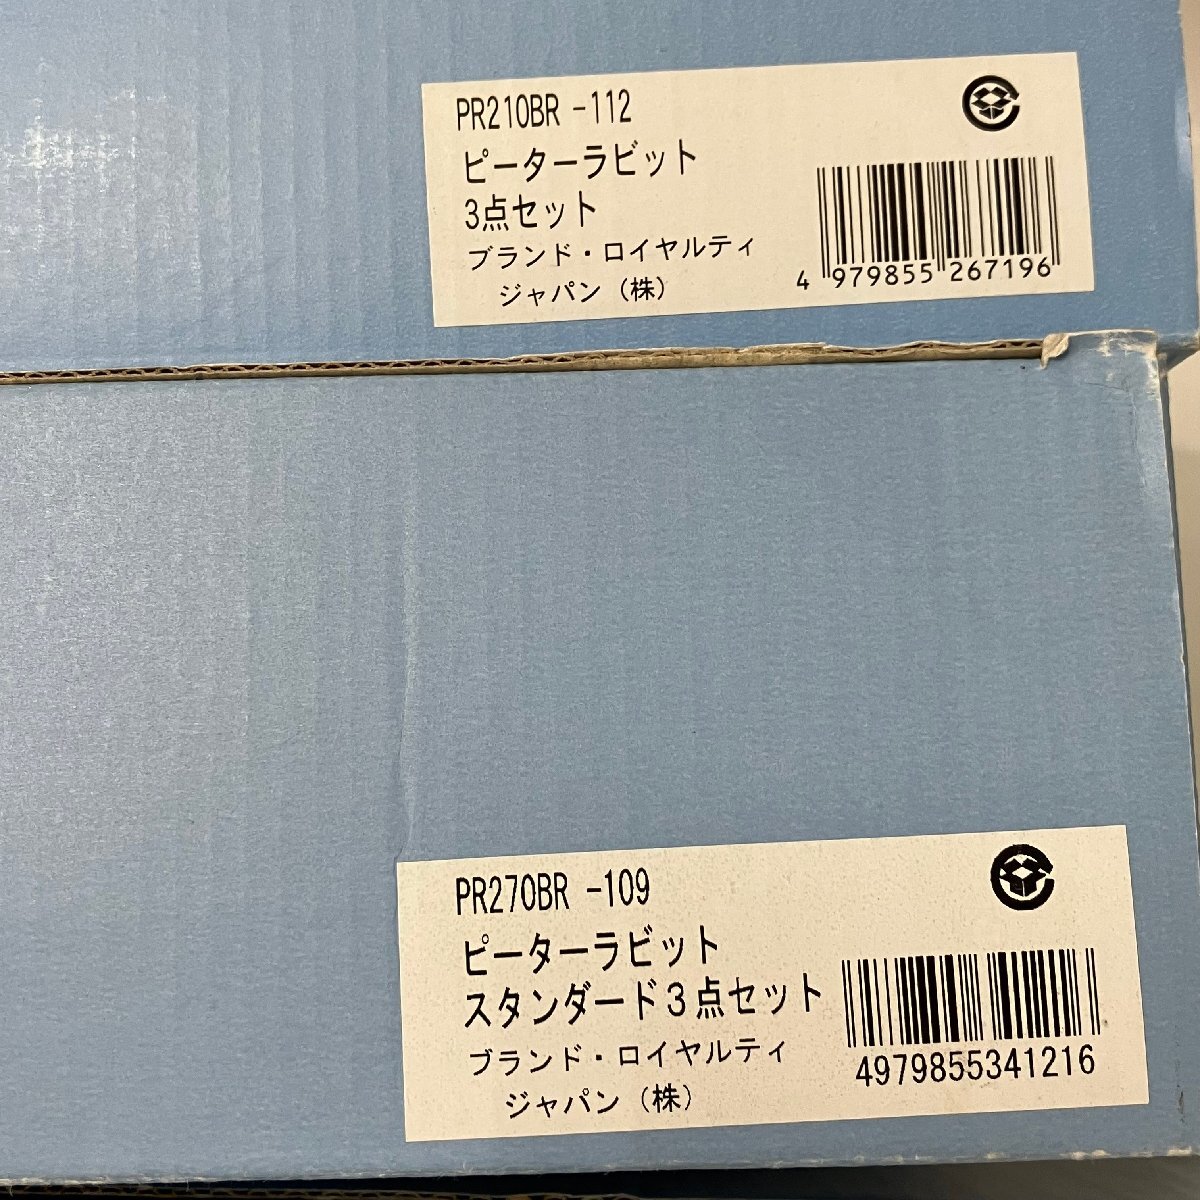 PR210BR -112
ピーターラビット
3点セット
ブランド・ロイヤルティ
ジャパン（株）
4 979855 267196
PR270BR -109
ピーターラビット
スタンダード３点セット
ブランド・ロイヤルティ
ジャパン（株）
4979855341216